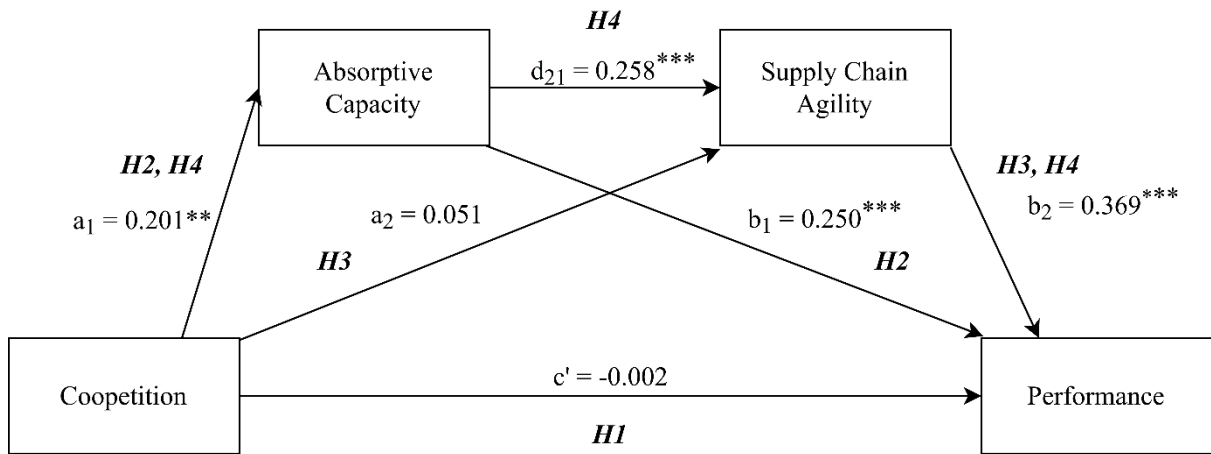 H4
Absorptive
Capacity
d21 = 0.258***
Supply Chain
Agility
H2, H4
H3, H4
a1 = 0.201**
a2 = 0.051
b1 = 0.250***
b2 = 0.369***
H3
H2
Coopetition
c' = -0.002
Performance
H1